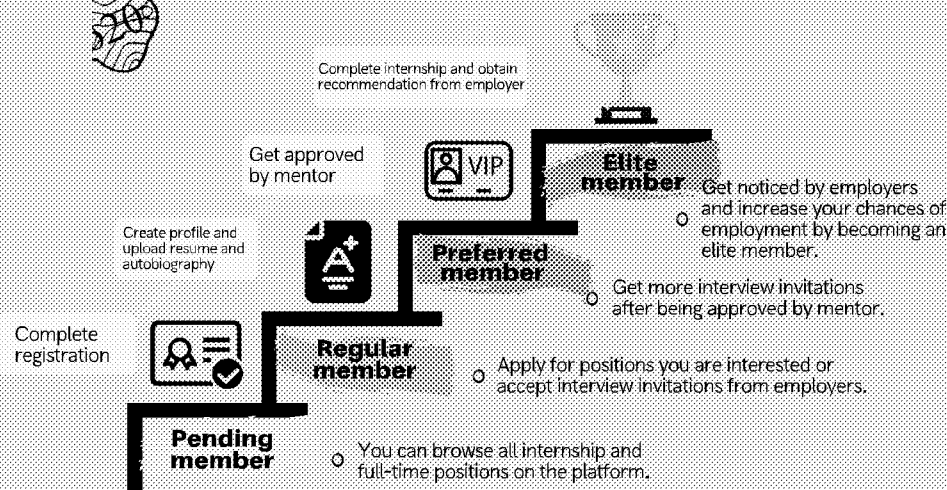 Complete internship and obtain
recommendation from employer
Get approved
by mentor
VIP
Elite
member
Get noticed by employers
and increase your chances of
employment by becoming an
elite member.
Create profile and
upload resume and
autobiography
A+
Preferred
member
Get more interview invitations
after being approved by mentor.
Complete
registration
Regular
member
Apply for positions you are interested or
accept interview invitations from employers.
Pending
member
You can browse all internship and
full-time positions on the platform.